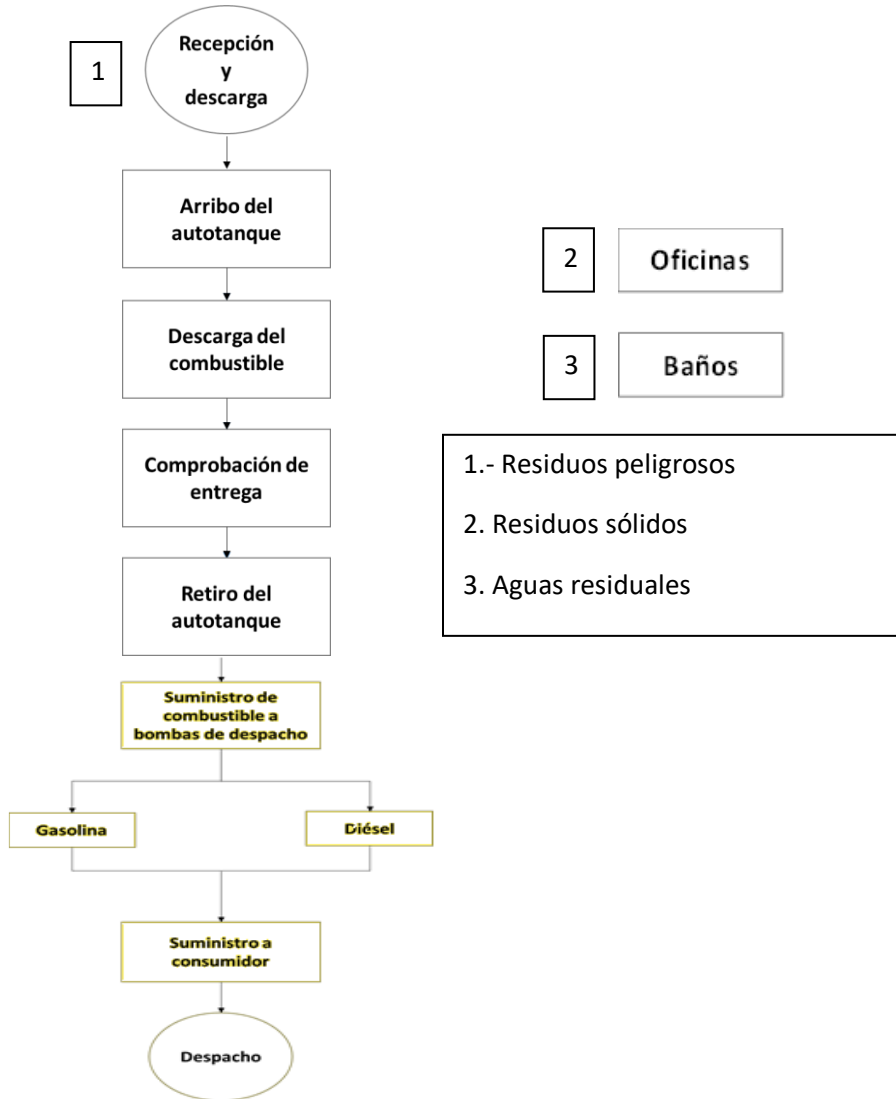 1
Recepción
y
descarga
Arribo del
autotanque
2
Oficinas
Descarga del
combustible
3
Baños
Comprobación de
entrega
1.- Residuos peligrosos
2. Residuos sólidos
3. Aguas residuales
Retiro del
autotanque
Suministro de
combustible a
bombas de despacho
Gasolina
Diésel
Suministro a
consumidor
Despacho